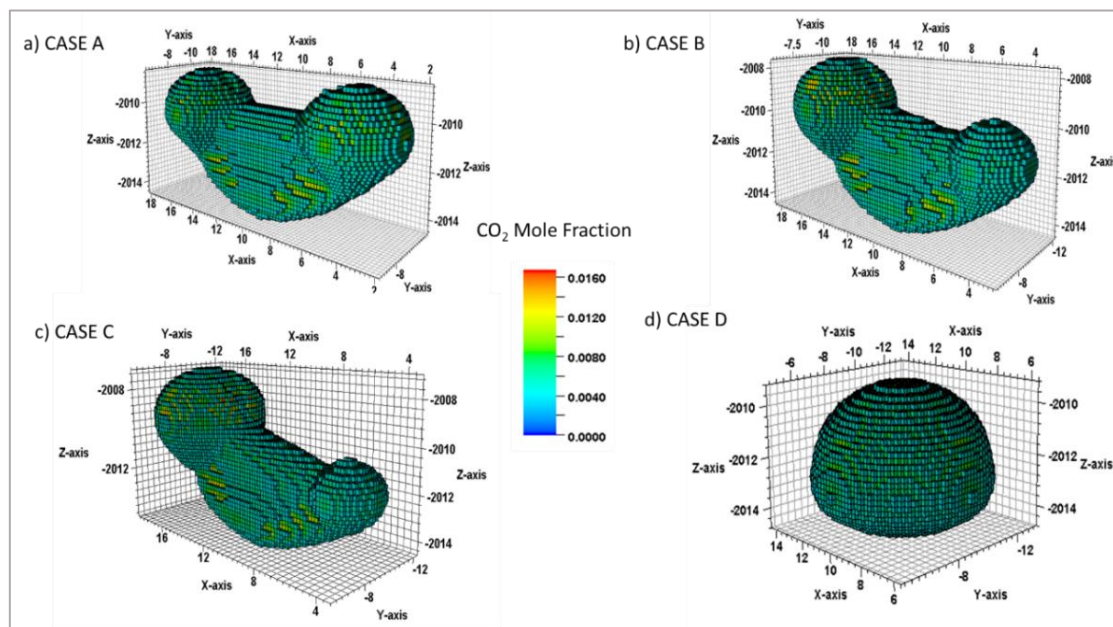 a) CASE A
Y-axis
-8 -10 18 16
X-axis
14 12 10 8 6 4 2
-2010
Z-axis
-2012
-2014
-2010
-2012
Z-axis
-2014
18 16 14 12 10 8 6 4 2
X-axis
-8
Y-axis
b) CASE B
Y-axis
-7.5 -10 18 16
X-axis
14 12 10 8 6 4
-2008
-2010
Z-axis
-2012
-2014
-2008
-2010
Z-axis
-2012
-2014
18 16 14 12 10 8 6 4
X-axis
-12
-8
Y-axis
CO2 Mole Fraction
0.0160
0.0120
0.0080
0.0040
0.0000
c) CASE C
Y-axis
-8 -12 16
X-axis
12 8 4
-2008
Z-axis
-2012
-2008
-2010
Z-axis
-2012
-2014
16 12 8 4
X-axis
-12
-8
Y-axis
d) CASE D
Y-axis
-6 -8 -10 -12 14
X-axis
12 10 8 6
-2010
Z-axis
-2012
-2014
-2010
Z-axis
-2012
-2014
14 12 10 8 6
X-axis
-12
-8
Y-axis